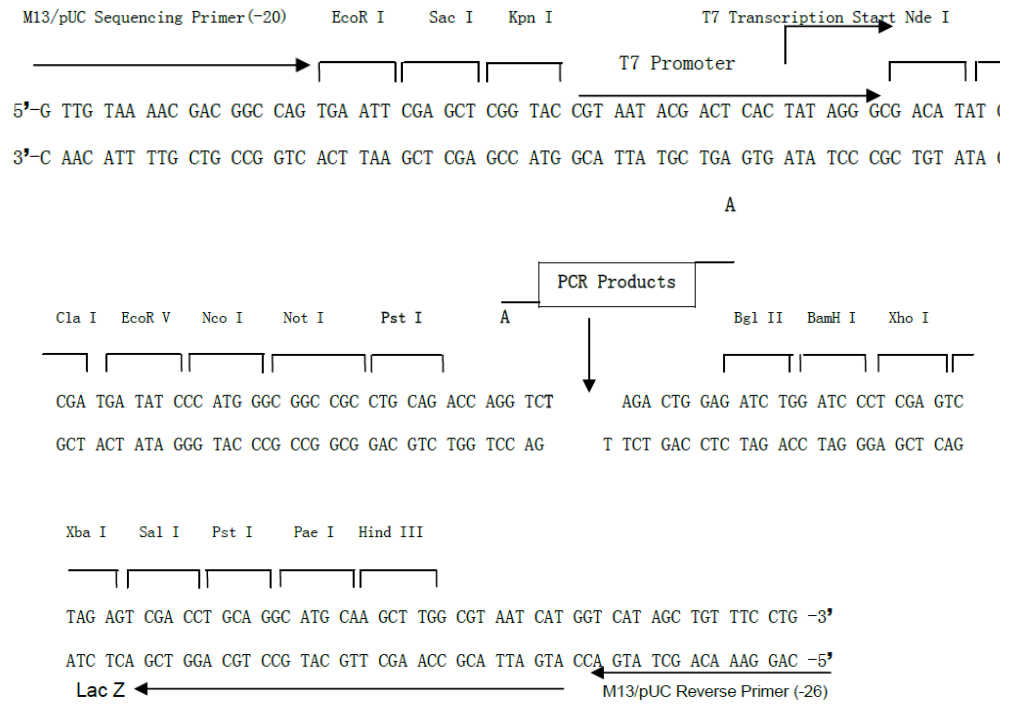 M13/pUC Sequencing Primer(-20) EcoR I Sac I Kpn I T7 Transcription Start Nde I
T7 Promoter
5'-G TTG TAA AAC GAC GGC CAG TGA ATT CGA GCT CGG TAC CGT AAT ACG ACT CAC TAT AGG GCG ACA TAT
3'-C AAC ATT TTG CTG CCG GTC ACT TAA GCT CGA GCC ATG GCA TTA TGC TGA GTG ATA TCC CGC TGT ATA
A
PCR Products
Cla I EcoR V Nco I Not I Pst I A Bgl II BamH I Xho I
CGA TGA TAT CCC ATG GGC GGC CGC CTG CAG ACC AGG TCT AGA CTG GAG ATC TGG ATC CCT CGA GTC
GCT ACT ATA GGG TAC CCG CCG GCG GAC GTC TGG TCC AG T TCT GAC CTC TAG ACC TAG GGA GCT CAG
Xba I Sal I Pst I Pae I Hind III
TAG AGT CGA CCT GCA GGC ATG CAA GCT TGG CGT AAT CAT GGT CAT AGC TGT TTC CTG -3'
ATC TCA GCT GGA CGT CCG TAC GTT CGA ACC GCA TTA GTA CCA GTA TCG ACA AAG GAC -5'
Lac Z M13/pUC Reverse Primer (-26)